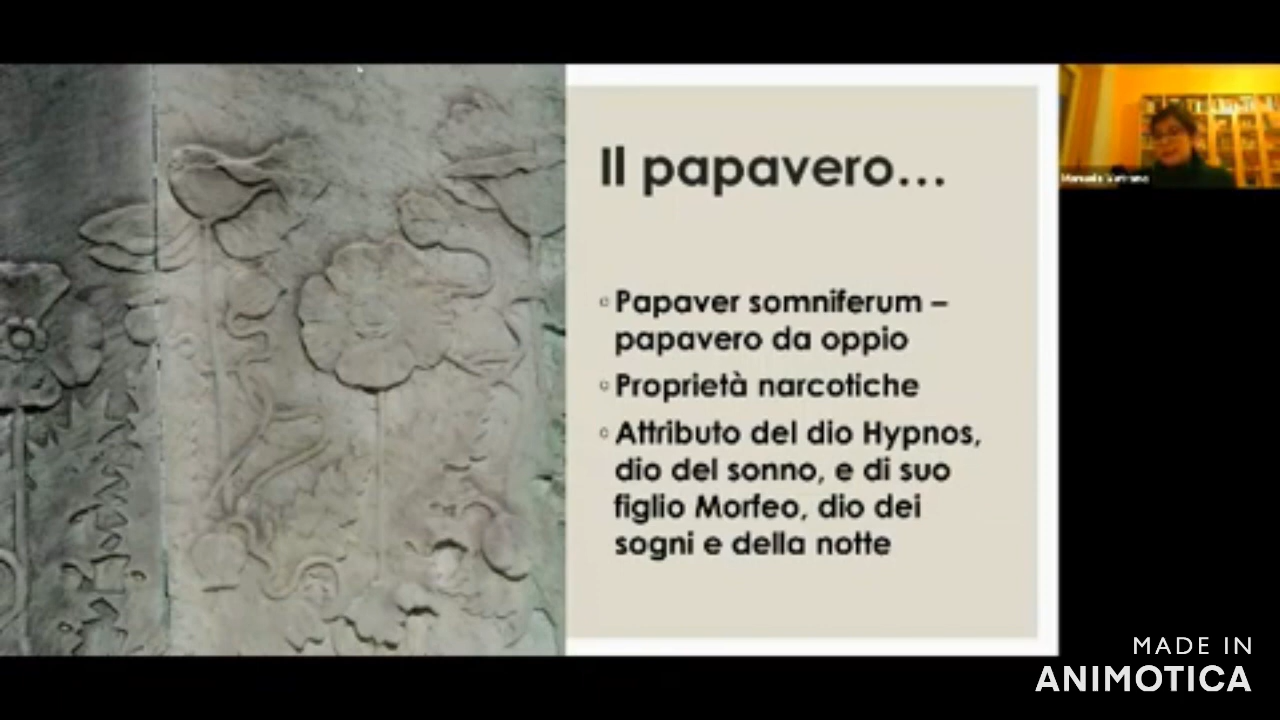 Il papavero...
Papaver somniferum –
papavero da oppio
Proprietà narcotiche
Attributo del dio Hypnos,
dio del sonno, e di suo
figlio Morfeo, dio dei
sogni e della notte
MADE IN
ANIMOTICA